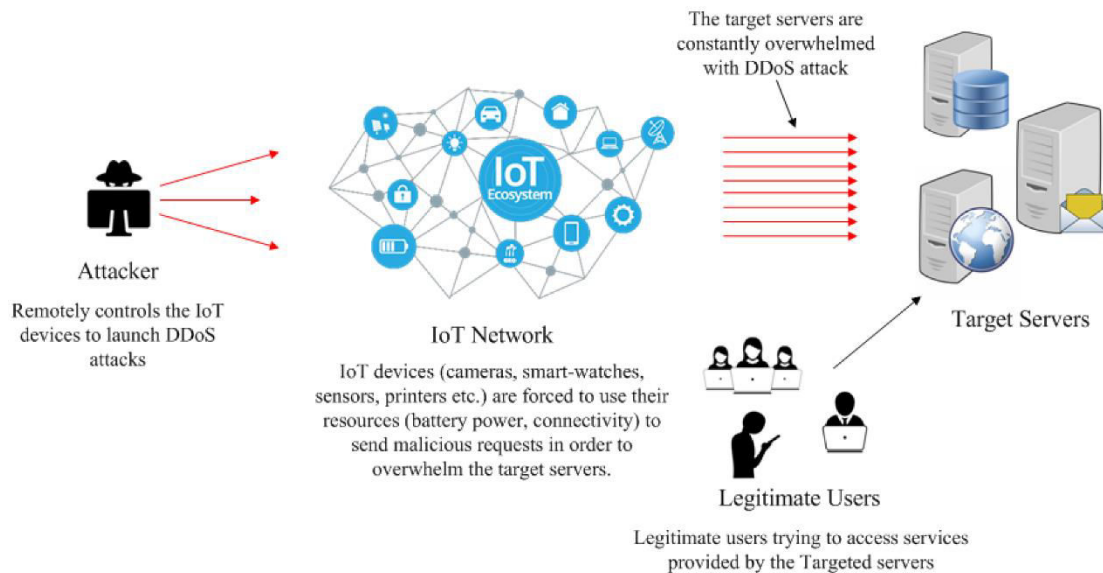 The target servers are
constantly overwhelmed
with DDoS attack
IoT
Ecosystem
Attacker
Remotely controls the IoT
devices to launch DDoS
attacks
IoT Network
IoT devices (cameras, smart-watches,
sensors, printers etc.) are forced to use their
resources (battery power, connectivity) to
send malicious requests in order to
overwhelm the target servers.
Target Servers
Legitimate Users
Legitimate users trying to access services
provided by the Targeted servers